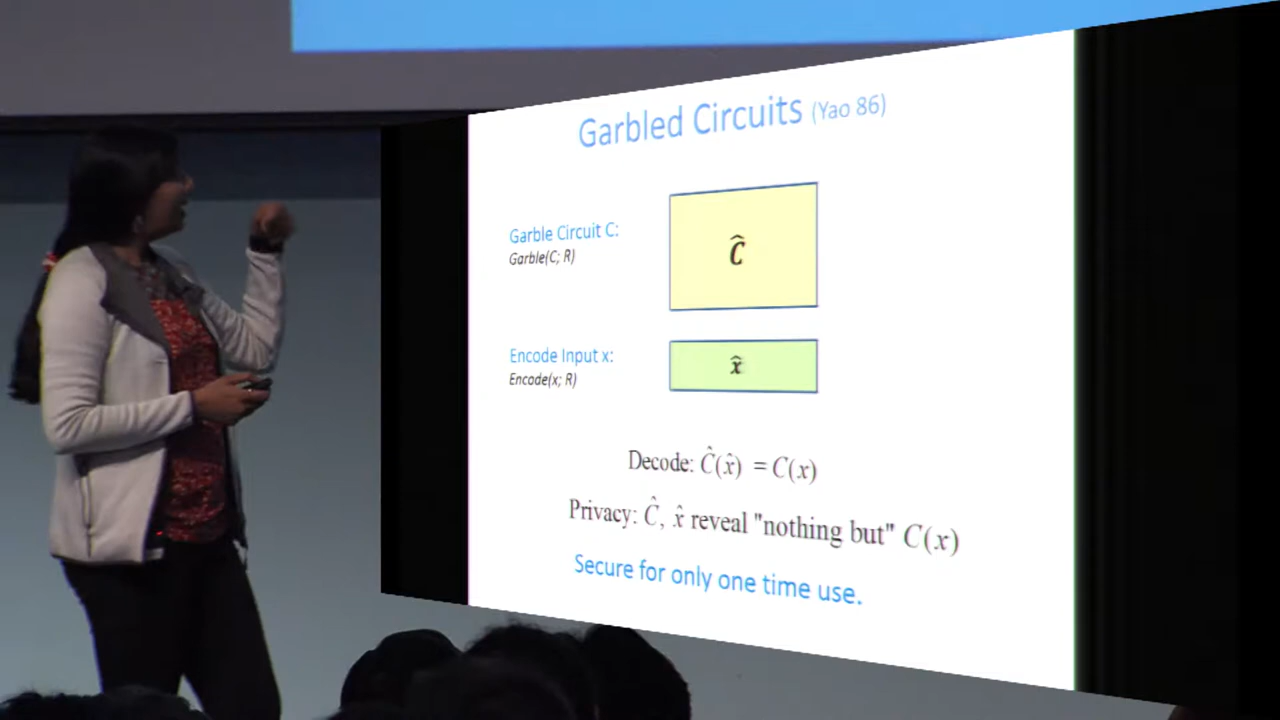 Garbled Circuits (Yao 86)
Garble Circuit C:
Garble(C; R)
Ĉ
Encode Input x:
Encode(x; R)
x̂
Decode: Ĉ(x̂) = C(x)
Privacy: Ĉ, x̂ reveal "nothing but" C(x)
Secure for only one time use.